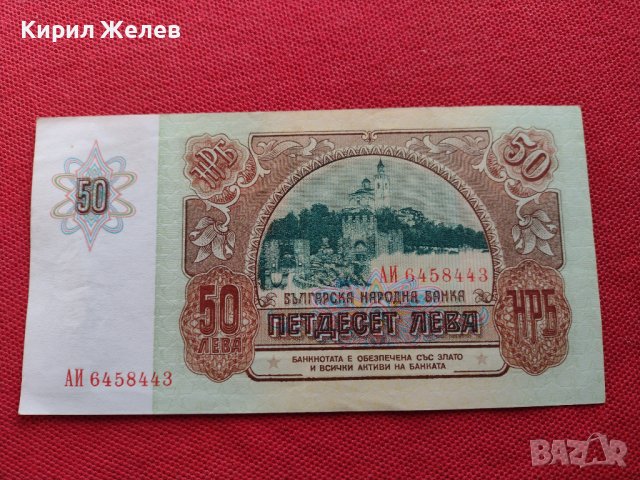 Кирил Желев
50
НРБ
50
АИ 6458443
БЪЛГАРСКА НАРОДНА БАНКА
50
ЛЕВА
ПЕТДЕСЕТ ЛЕВА
НРБ
БАНКНОТАТА Е ОБЕЗПЕЧЕНА СЪС ЗЛАТО
И ВСИЧКИ АКТИВИ НА БАНКАТА
АИ 6458443
BAZAR